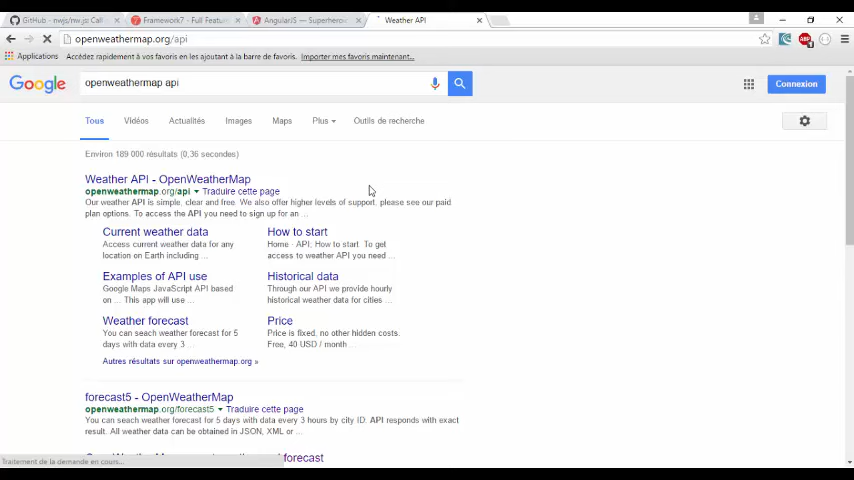 GitHub - nwjs/nw.js: Call
Framework7 - Full Featu
AngularJS — Superheroic
Weather API
openweathermap.org/api
Applications
Accédez rapidement à vos favoris en les ajoutant à la barre de favoris.
Importer mes favoris maintenant...
Google
openweathermap api
Connexion
Tous
Vidéos
Actualités
Images
Maps
Plus
Outils de recherche
Environ 189 000 résultats (0,36 secondes)
Weather API - OpenWeatherMap
openweathermap.org/api Traduire cette page
Our weather API is simple, clear and free. We also offer higher levels of support, please see our paid
plan options. To access the API you need to sign up for an ...
Current weather data
Access current weather data for any
location on Earth including ...
How to start
Home · API; How to start To get
access to weather API you need ...
Examples of API use
Google Maps JavaScript API based
on ... This app will use ...
Historical data
Through our API we provide hourly
historical weather data for cities ...
Weather forecast
You can seach weather forecast for 5
days with data every 3 ...
Price
Price is fixed, no other hidden costs.
Free, 40 USD / month ...
Autres résultats sur openweathermap.org »
forecast5 - OpenWeatherMap
openweathermap.org/forecast5 Traduire cette page
You can seach weather forecast for 5 days with data every 3 hours by city ID. API responds with exact
result. All weather data can be obtained in JSON, XML or ...
forecast
Traitement de la demande en cours...